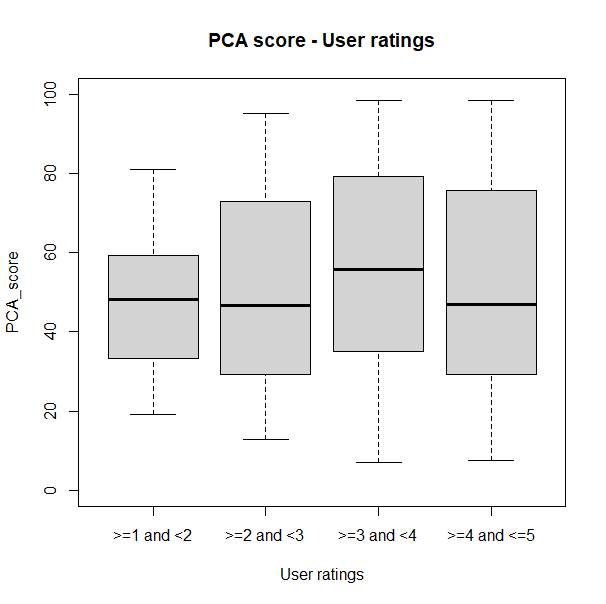 PCA score - User ratings
PCA_score
100
80
60
40
20
0
>=1 and <2
>=2 and <3
>=3 and <4
>=4 and <=5
User ratings